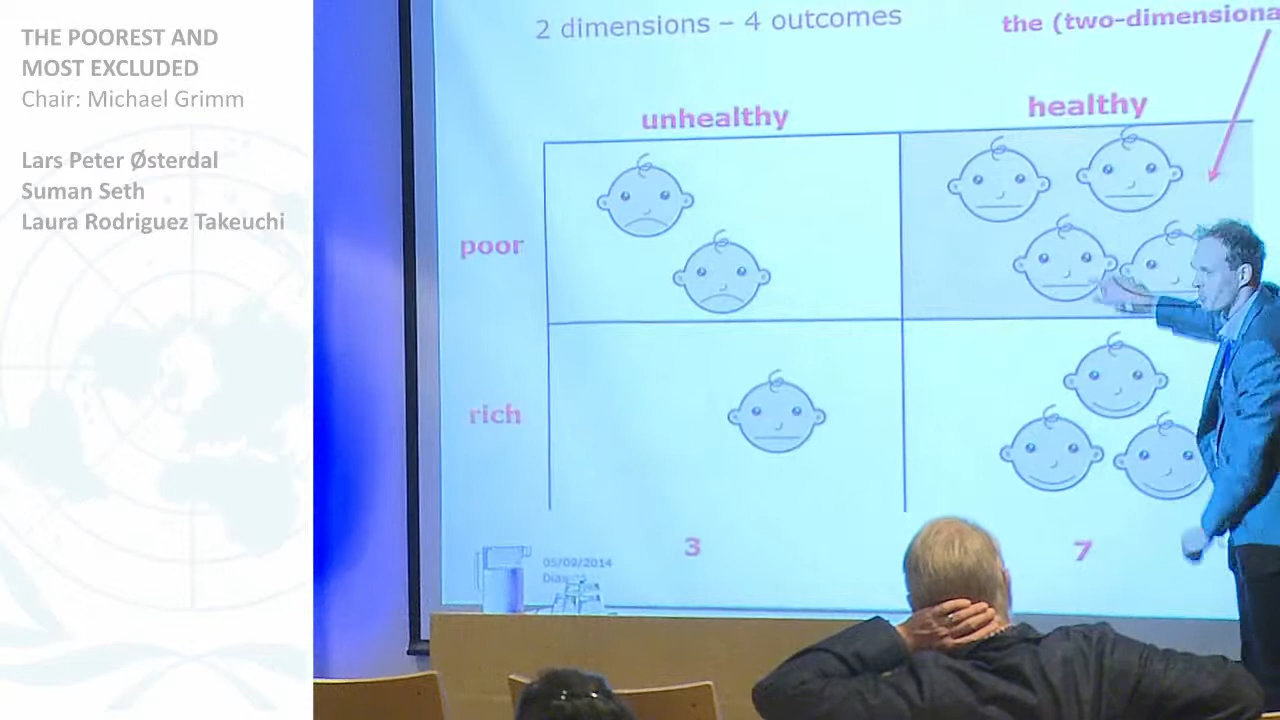 THE POOREST AND
MOST EXCLUDED
Chair: Michael Grimm
Lars Peter Østerdal
Suman Seth
Laura Rodriguez Takeuchi
2 dimensions – 4 outcomes
the (two-dimensiona
unhealthy
healthy
poor
rich
3
7
05/09/2014